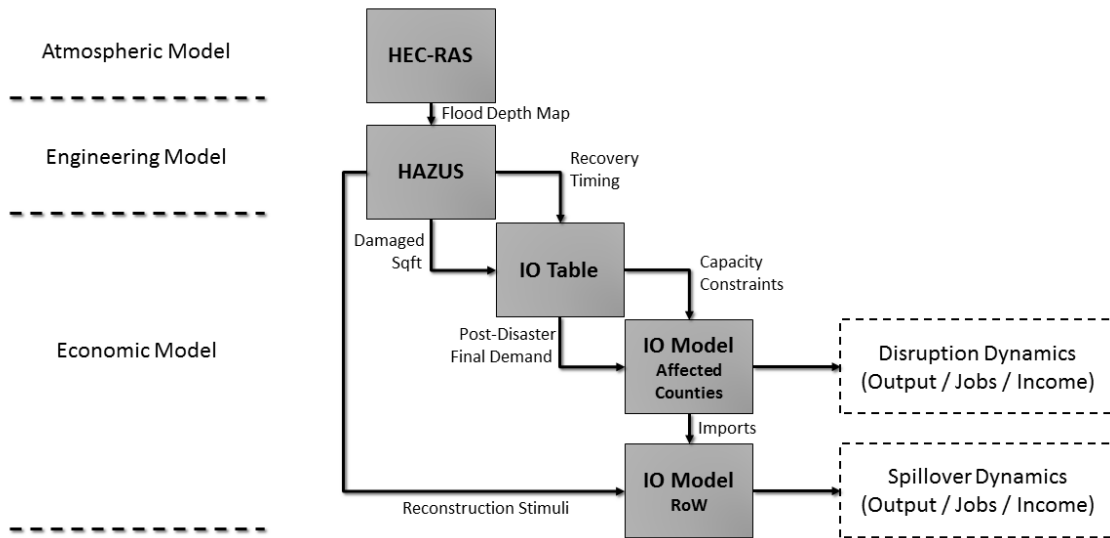 Atmospheric Model
HEC-RAS
Flood Depth Map
Engineering Model
HAZUS
Recovery
Timing
Damaged
Sqft
IO Table
Capacity
Constraints
Post-Disaster
Final Demand
Economic Model
IO Model
Affected
Counties
Disruption Dynamics
(Output / Jobs / Income)
Imports
IO Model
RoW
Reconstruction Stimuli
Spillover Dynamics
(Output / Jobs / Income)